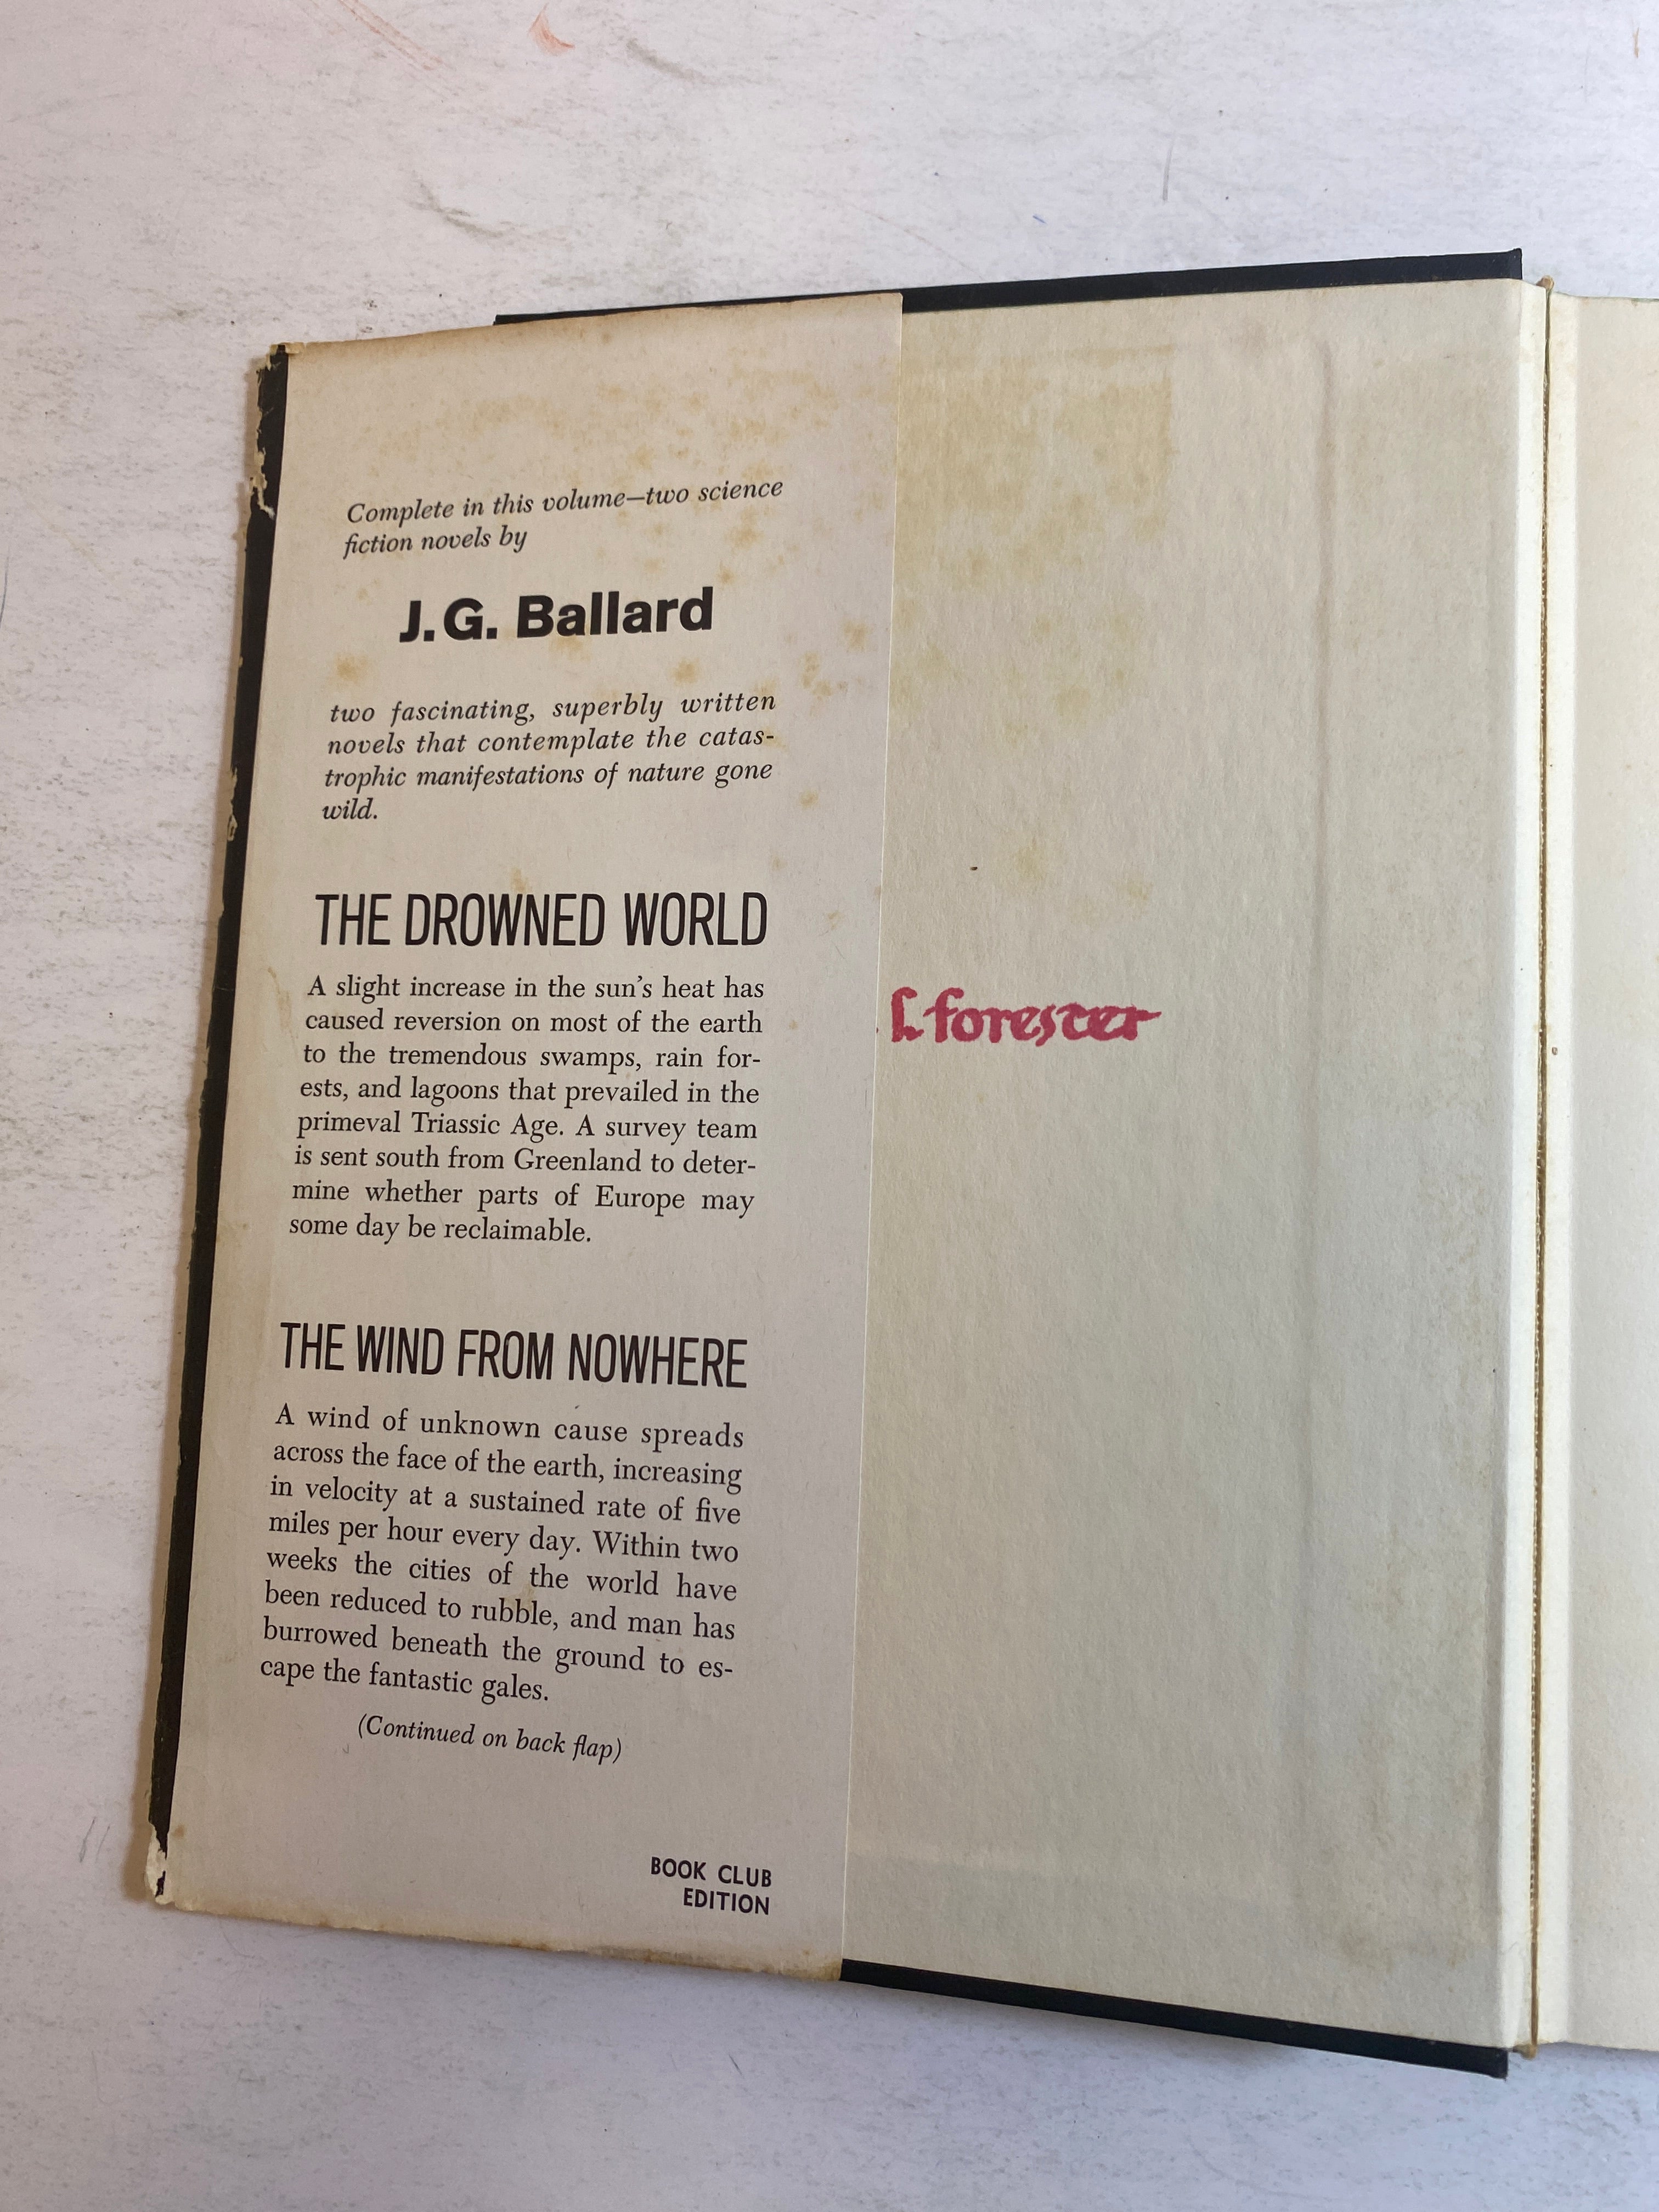 Complete in this volume—two science
fiction novels by
J.G. Ballard
two fascinating, superbly written
novels that contemplate the catas-
trophic manifestations of nature gone
wild.
THE DROWNED WORLD
A slight increase in the sun's heat has
caused reversion on most of the earth
to the tremendous swamps, rain for-
ests, and lagoons that prevailed in the
primeval Triassic Age. A survey team
is sent south from Greenland to deter-
mine whether parts of Europe may
some day be reclaimable.
THE WIND FROM NOWHERE
A wind of unknown cause spreads
across the face of the earth, increasing
in velocity at a sustained rate of five
miles per hour every day. Within two
weeks the cities of the world have
been reduced to rubble, and man has
burrowed beneath the ground to es-
cape the fantastic gales.
(Continued on back flap)
BOOK CLUB
EDITION
forester